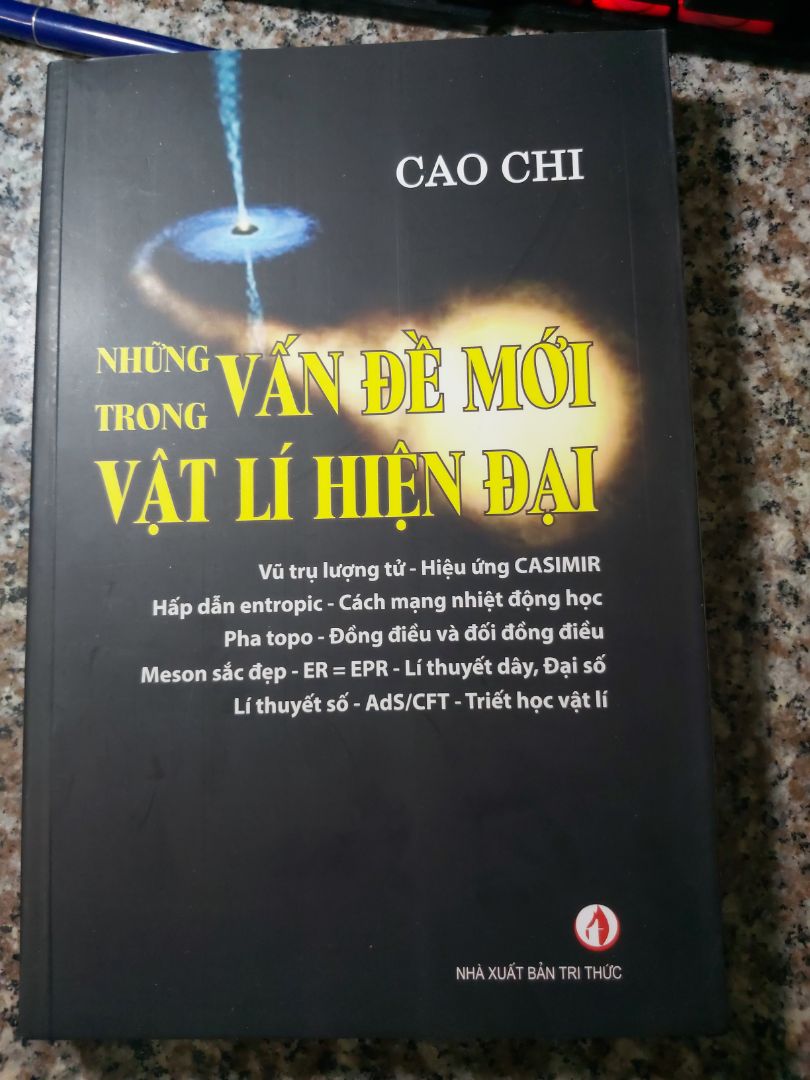 CAO CHI
NHỮNG TRONG VẤN ĐỀ MỚI
VẬT LÍ HIỆN ĐẠI
Vũ trụ lượng tử - Hiệu ứng CASIMIR
Hấp dẫn entropic - Cách mạng nhiệt động học
Pha topo - Đồng điều và đối đồng điều
Meson sắc đẹp - ER = EPR - Lí thuyết dây, Đại số
Lí thuyết số - AdS/CFT - Triết học vật lí
NHÀ XUẤT BẢN TRI THỨC